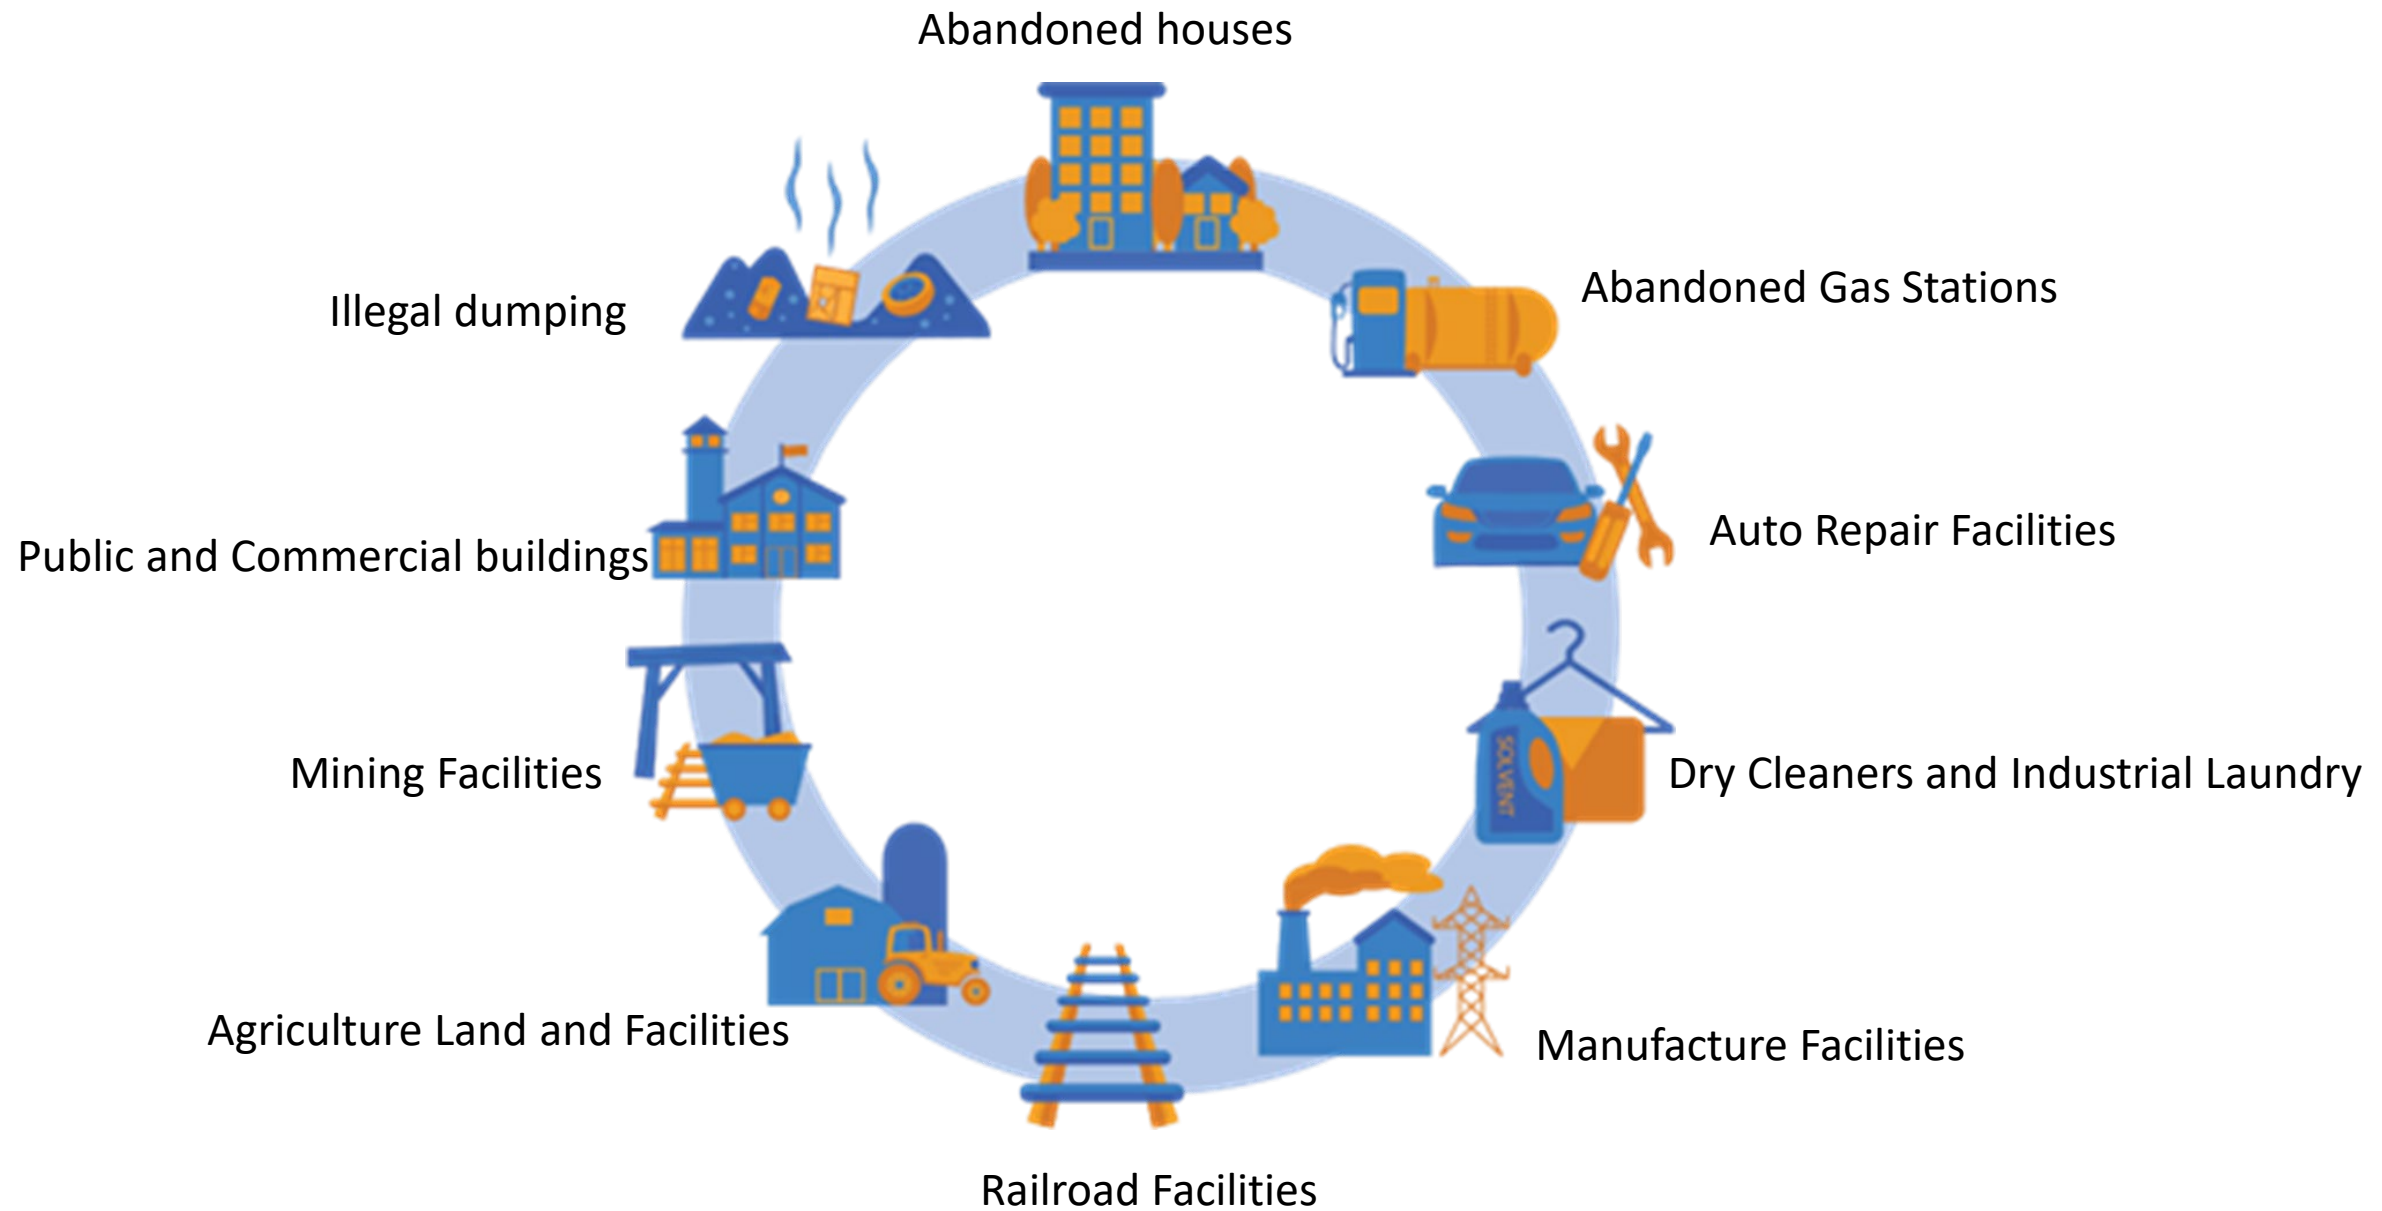 Abandoned houses
Abandoned Gas Stations
Auto Repair Facilities
Dry Cleaners and Industrial Laundry
SOLVENT
Manufacture Facilities
Railroad Facilities
Agriculture Land and Facilities
Mining Facilities
Public and Commercial buildings
Illegal dumping